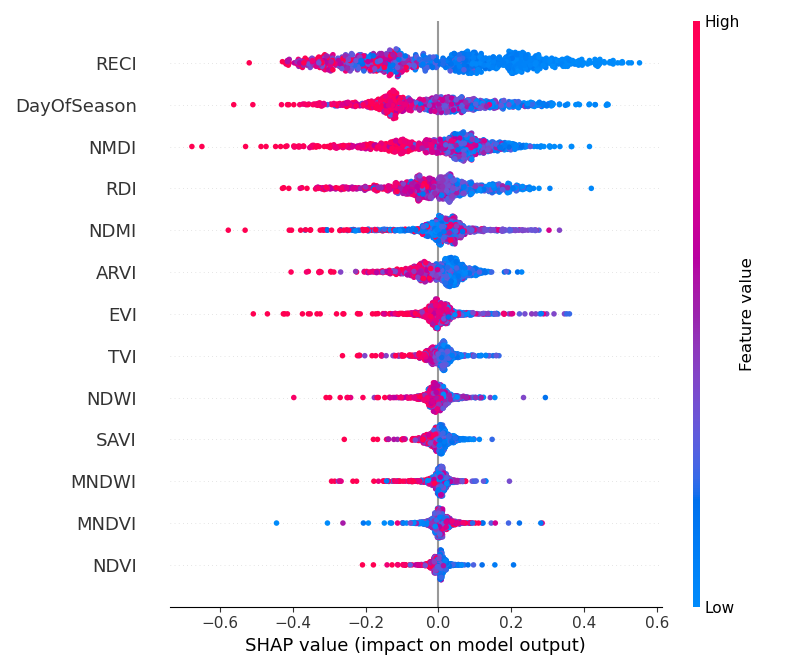 High
RECI
DayOfSeason
NMDI
RDI
NDMI
ARVI
EVI
TVI
NDWI
SAVI
MNDWI
MNDVI
NDVI
Feature value
Low
−0.6 −0.4 −0.2 0.0 0.2 0.4 0.6
SHAP value (impact on model output)